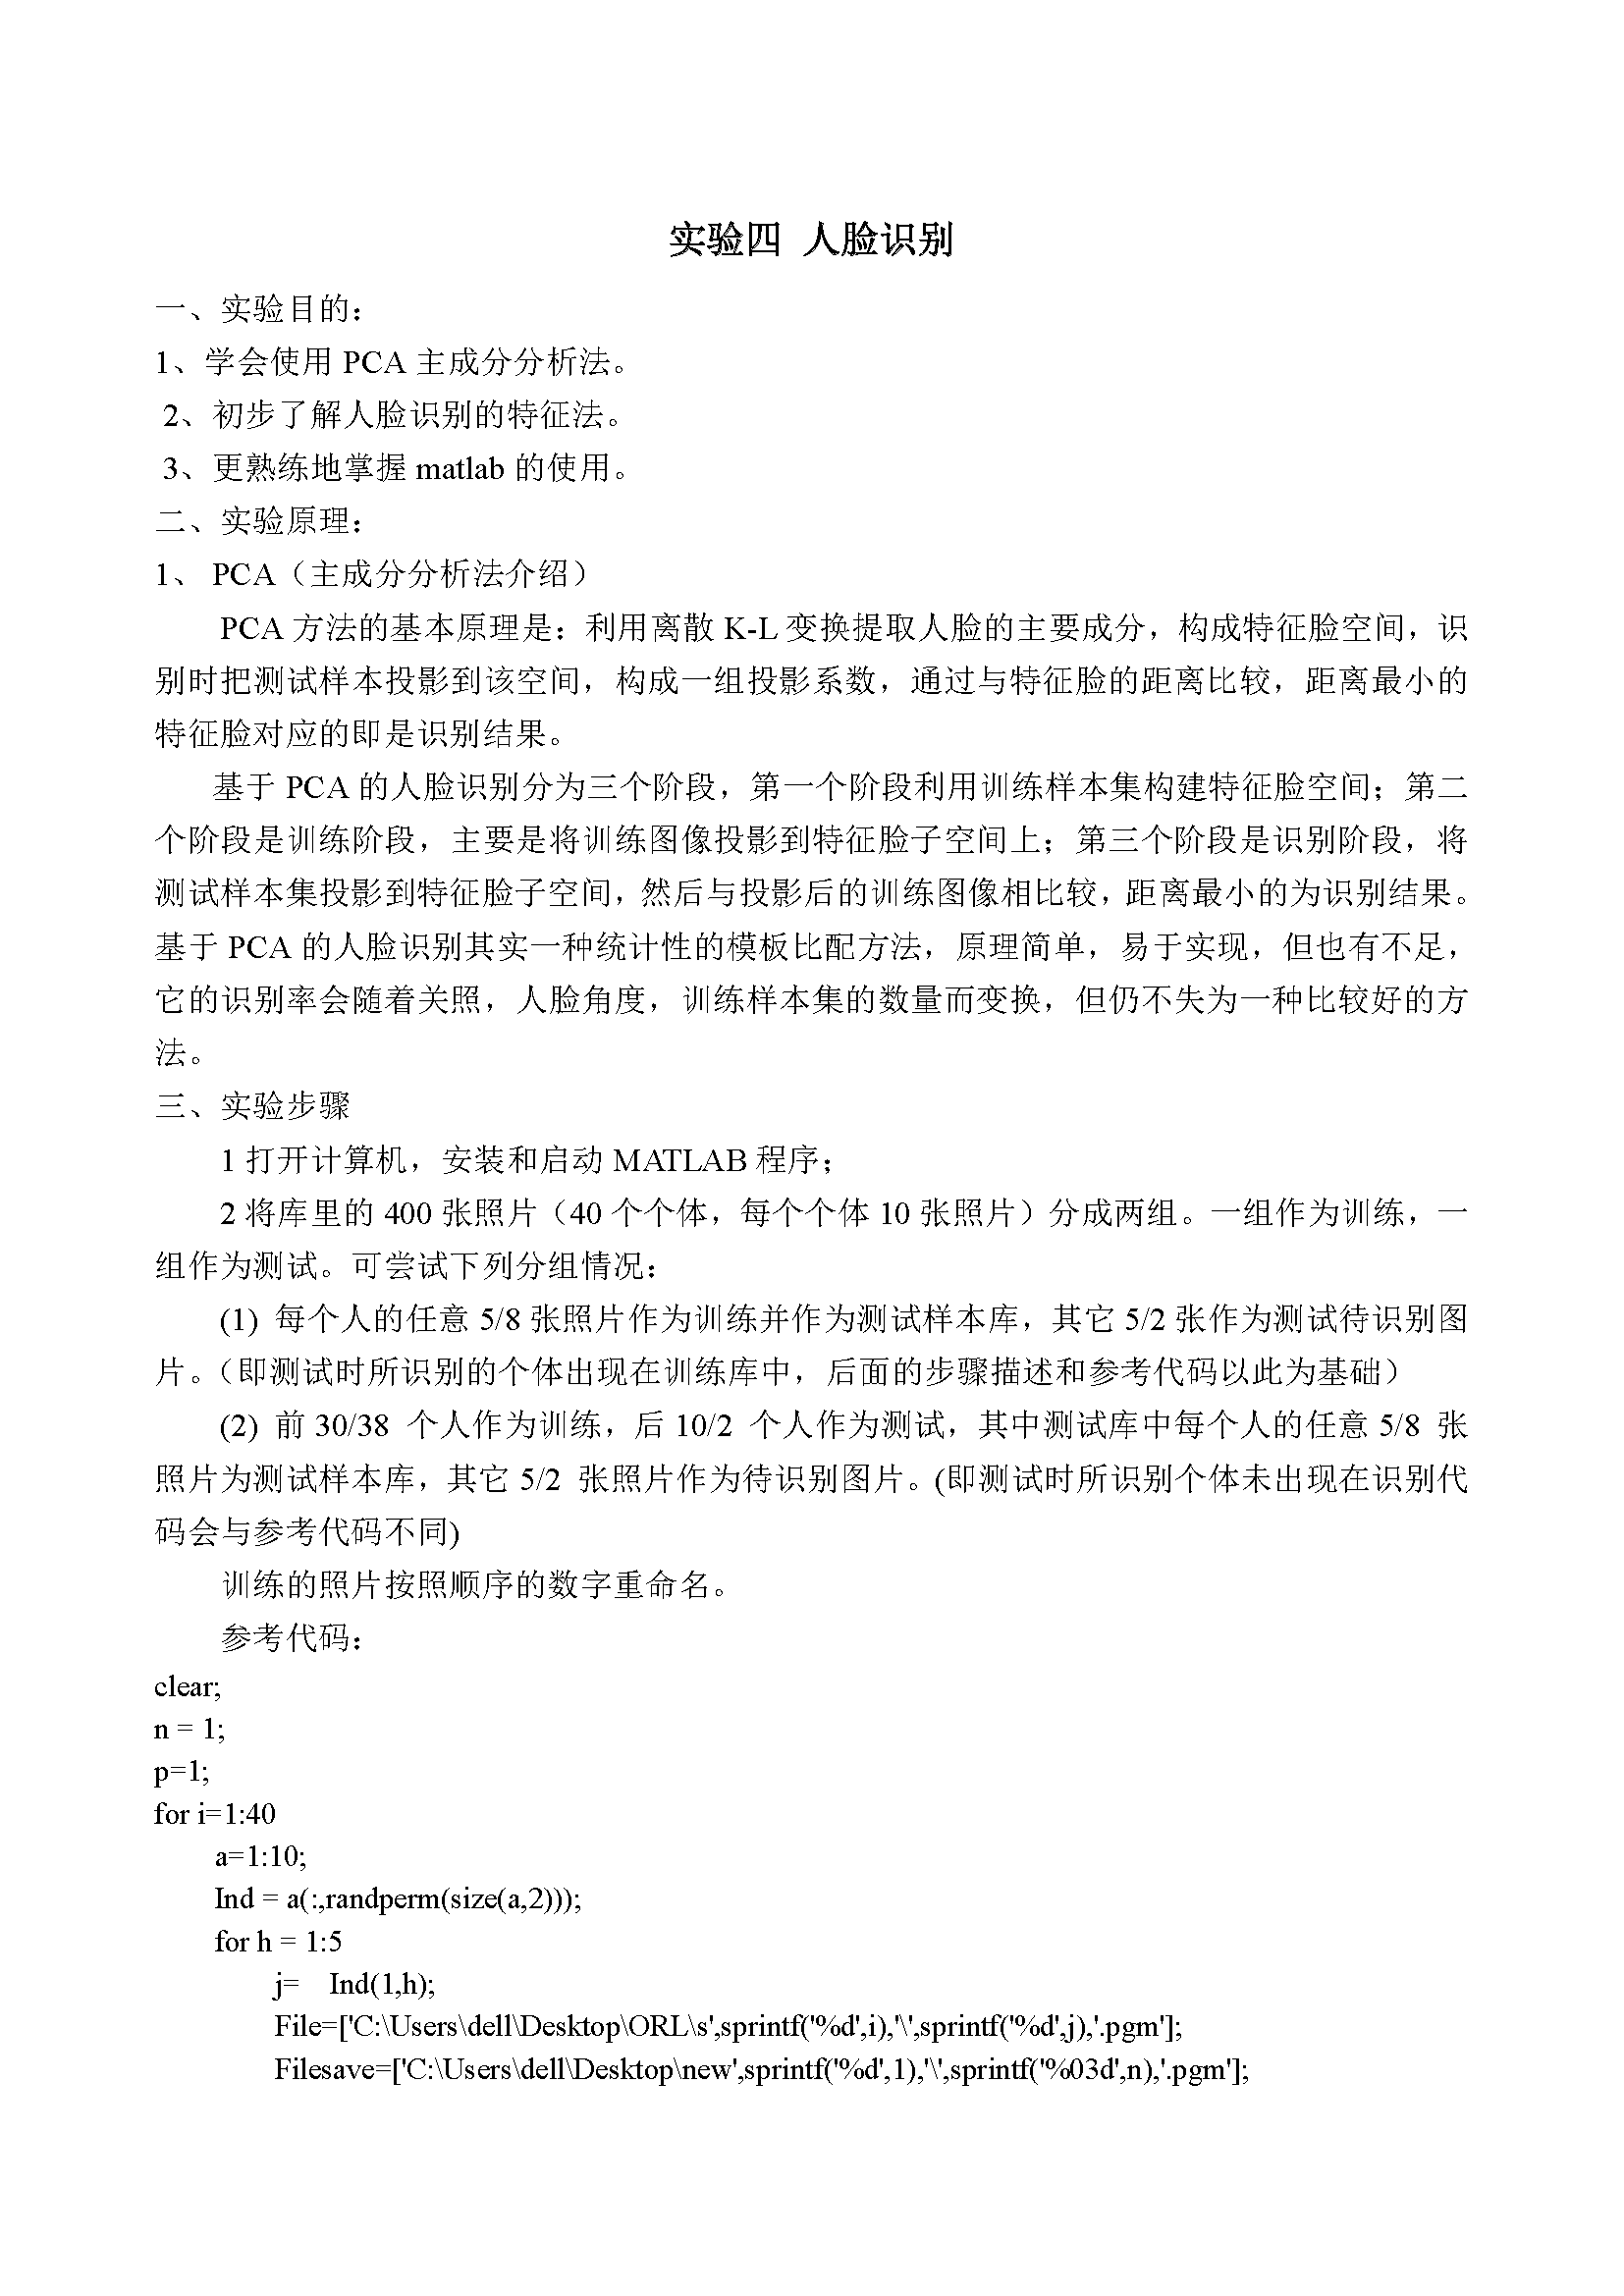 实验四 人脸识别
一、实验目的：
1、学会使用 PCA 主成分分析法。
2、初步了解人脸识别的特征法。
3、更熟练地掌握 matlab 的使用。
二、实验原理：
1、 PCA（主成分分析法介绍）
PCA 方法的基本原理是：利用离散 K-L 变换提取人脸的主要成分，构成特征脸空间，识
别时把测试样本投影到该空间，构成一组投影系数，通过与特征脸的距离比较，距离最小的
特征脸对应的即是识别结果。
基于 PCA 的人脸识别分为三个阶段，第一个阶段利用训练样本集构建特征脸空间；第二
个阶段是训练阶段，主要是将训练图像投影到特征脸子空间上；第三个阶段是识别阶段，将
测试样本集投影到特征脸子空间，然后与投影后的训练图像相比较，距离最小的为识别结果。
基于 PCA 的人脸识别其实一种统计性的模板比配方法，原理简单，易于实现，但也有不足，
它的识别率会随着关照，人脸角度，训练样本集的数量而变换，但仍不失为一种比较好的方
法。
三、实验步骤
1 打开计算机，安装和启动 MATLAB 程序；
2 将库里的 400 张照片（40 个个体，每个个体 10 张照片）分成两组。一组作为训练，一
组作为测试。可尝试下列分组情况：
(1) 每个人的任意 5/8 张照片作为训练并作为测试样本库，其它 5/2 张作为测试待识别图
片。（即测试时所识别的个体出现在训练库中，后面的步骤描述和参考代码以此为基础）
(2) 前 30/38 个人作为训练，后 10/2 个人作为测试，其中测试库中每个人的任意 5/8 张
照片为测试样本库，其它 5/2 张照片作为待识别图片。(即测试时所识别个体未出现在识别代
码会与参考代码不同)
训练的照片按照顺序的数字重命名。
参考代码：
clear;
n = 1;
p=1;
for i=1:40
a=1:10;
Ind = a(:,randperm(size(a,2)));
for h = 1:5
j= Ind(1,h);
File=['C:\Users\dell\Desktop\ORL\s',sprintf('%d',i),'\',sprintf('%d',j),'.pgm'];
Filesave=['C:\Users\dell\Desktop\new',sprintf('%d',1),'\',sprintf('%03d',n),'.pgm'];